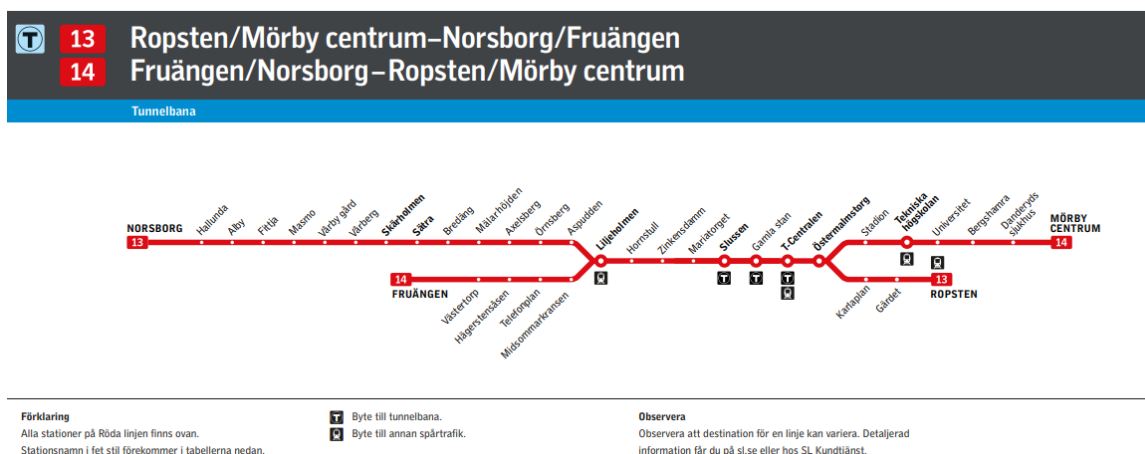 T 13 Ropsten/Mörby centrum–Norsborg/Fruängen
14 Fruängen/Norsborg–Ropsten/Mörby centrum
Tunnelbana
NORSBORG
13
Hallunda
Alby
Fittja
Masmo
Vårby gård
Vårberg
Skärholmen
Sätra
Bredäng
Mälarhöjden
Axelsberg
Örnsberg
Aspudden
Liljeholmen
Hornstull
Zinkensdamm
Mariatorget
Slussen
Gamla stan
T-Centralen
Östermalmstorg
Stadion
Tekniska
högskolan
Universitet
Bergshamra
Danderyds
sjukhus
MÖRBY
CENTRUM
14
14
FRUÄNGEN
Västertorp
Hägerstensåsen
Telefonplan
Midsommarkransen
T
T
T
Karlaplan
Gärdet
13
ROPSTEN
Förklaring
Alla stationer på Röda linjen finns ovan.
Stationsnamn i fet stil förekommer i tabellerna nedan.
T Byte till tunnelbana.
Byte till annan spårtrafik.
Observera
Observera att destination för en linje kan variera. Detaljerad
information får du på sl.se eller hos SL Kundtjänst.